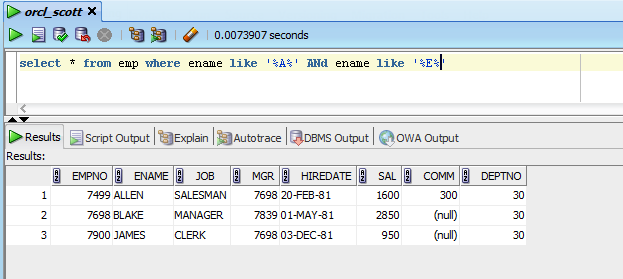 orcl_scott
0.0073907 seconds
select * from emp where ename like '%A%' ANd ename like '%E%'
Results Script Output Explain Autotrace DBMS Output OWA Output
Results:
EMPNO ENAME JOB MGR HIREDATE SAL COMM DEPTNO
1 7499 ALLEN SALESMAN 7698 20-FEB-81 1600 300 30
2 7698 BLAKE MANAGER 7839 01-MAY-81 2850 (null) 30
3 7900 JAMES CLERK 7698 03-DEC-81 950 (null) 30